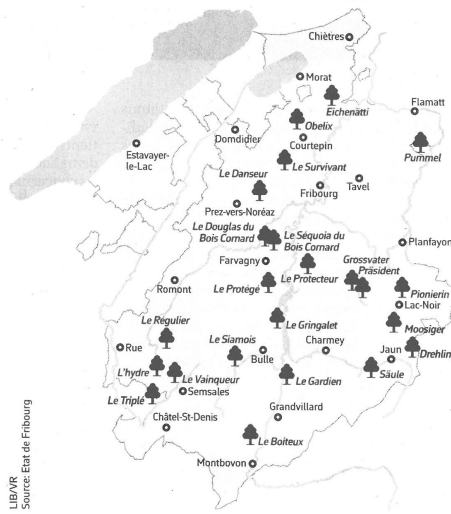 Chiètres
Morat
Eichenätti
Flamatt
Obelix
Domdidier
Courtepin
Estavayer-
le-Lac
Pummel
Le Survivant
Le Danseur
Fribourg
Tavel
Prez-vers-Noréaz
Le Douglas du
Bois Cornard
Le Séquoia du
Bois Cornard
Planfayon
Farvagny
Grossvater
Präsident
Le Protecteur
Romont
Le Protégé
Pionierin
Lac-Noir
Le Gringalet
Moosiger
Le Régulier
Rue
Le Siamois
Bulle
Charmey
Jaun
Drehlin
L'hydre
Le Vainqueur
Säule
Le Gardien
Semsales
Le Triplé
Grandvillard
Châtel-St-Denis
Le Boiteux
Montbovon
LIB/VR
Source: Etat de Fribourg